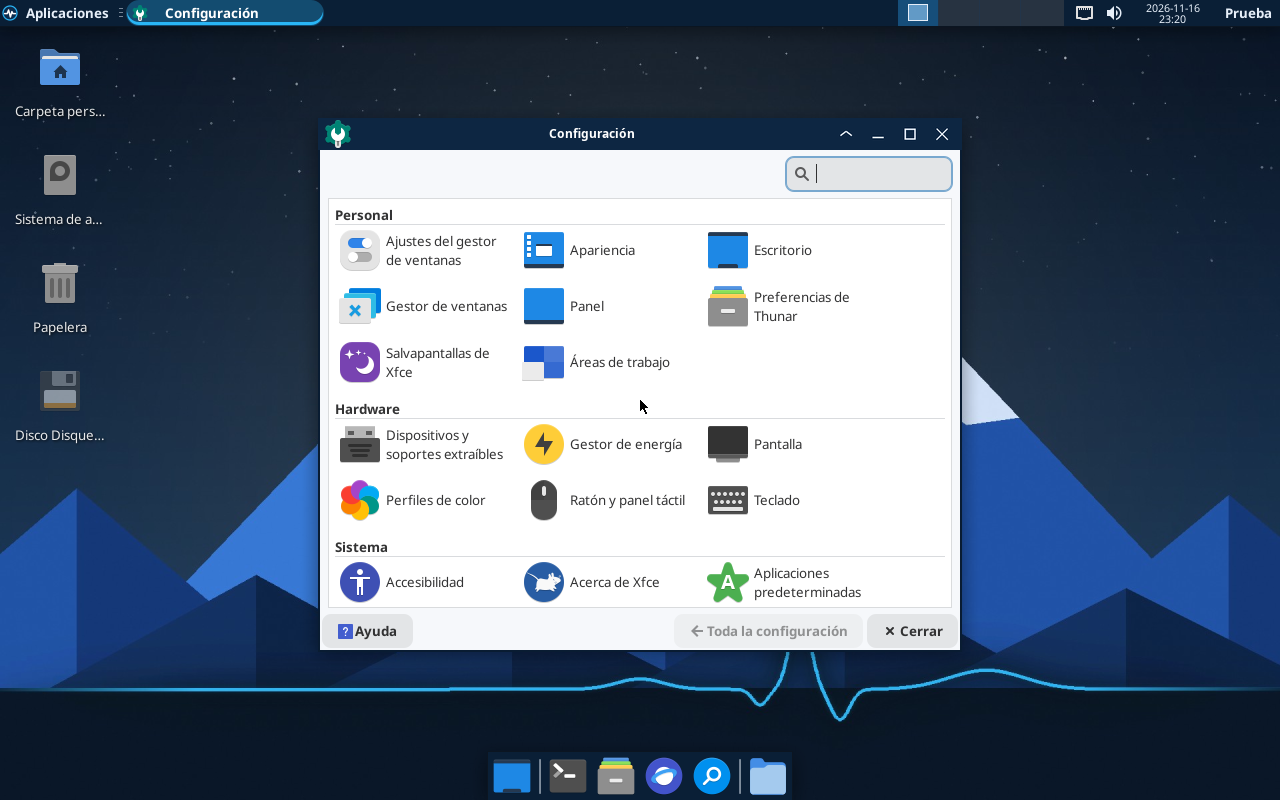 Aplicaciones
Configuración
2026-11-16
23:20
Prueba
Carpeta pers...
Sistema de a...
Papelera
Disco Disque...
Configuración
Personal
Ajustes del gestor
de ventanas
Apariencia
Escritorio
Gestor de ventanas
Panel
Preferencias de
Thunar
Salvapantallas de
Xfce
Áreas de trabajo
Hardware
Dispositivos y
soportes extraíbles
Gestor de energía
Pantalla
Perfiles de color
Ratón y panel táctil
Teclado
Sistema
Accesibilidad
Acerca de Xfce
Aplicaciones
predeterminadas
Ayuda
Toda la configuración
Cerrar